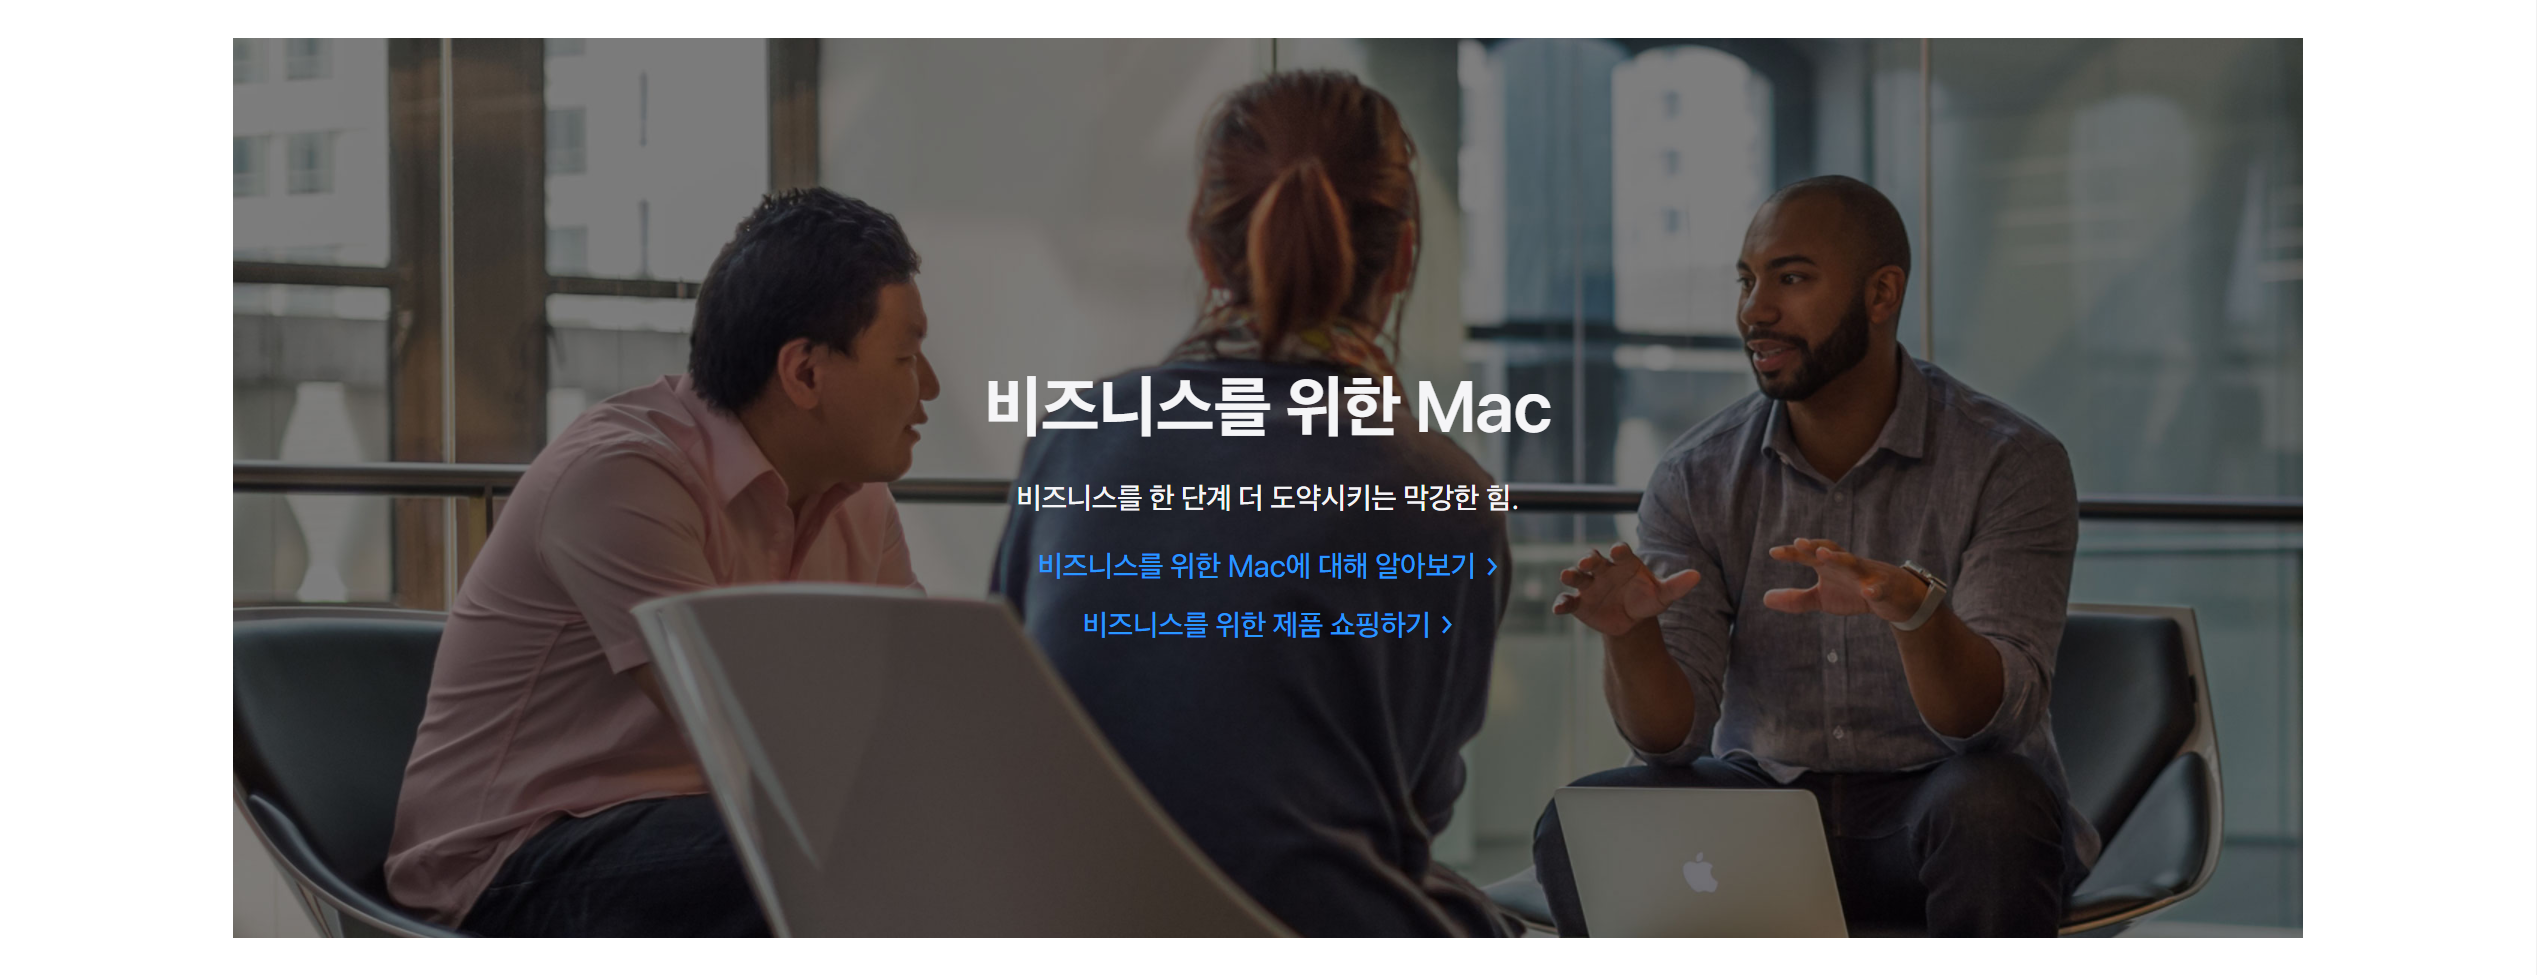 비즈니스를 위한 Mac
비즈니스를 한 단계 더 도약시키는 막강한 힘.
비즈니스를 위한 Mac에 대해 알아보기 >
비즈니스를 위한 제품 쇼핑하기 >